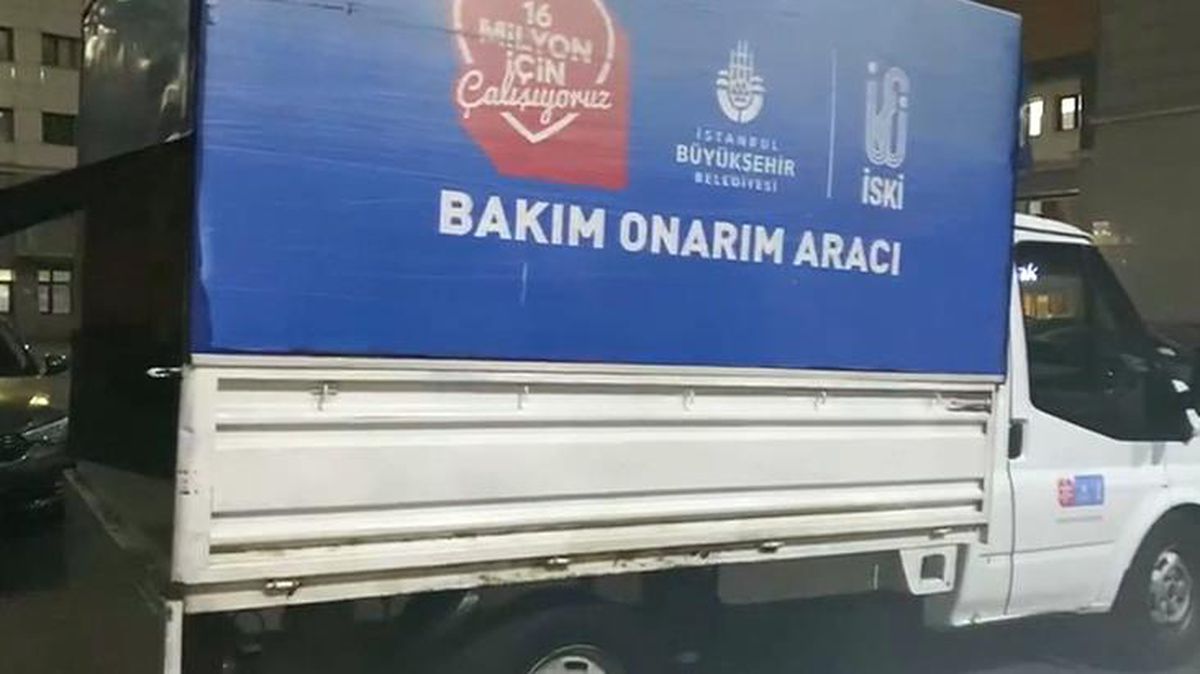 16
MİLYON
İÇİN
Çalışıyoruz
İSTANBUL
BÜYÜKŞEHİR
BELEDİYESİ
İSKİ
BAKIM ONARIM ARACI